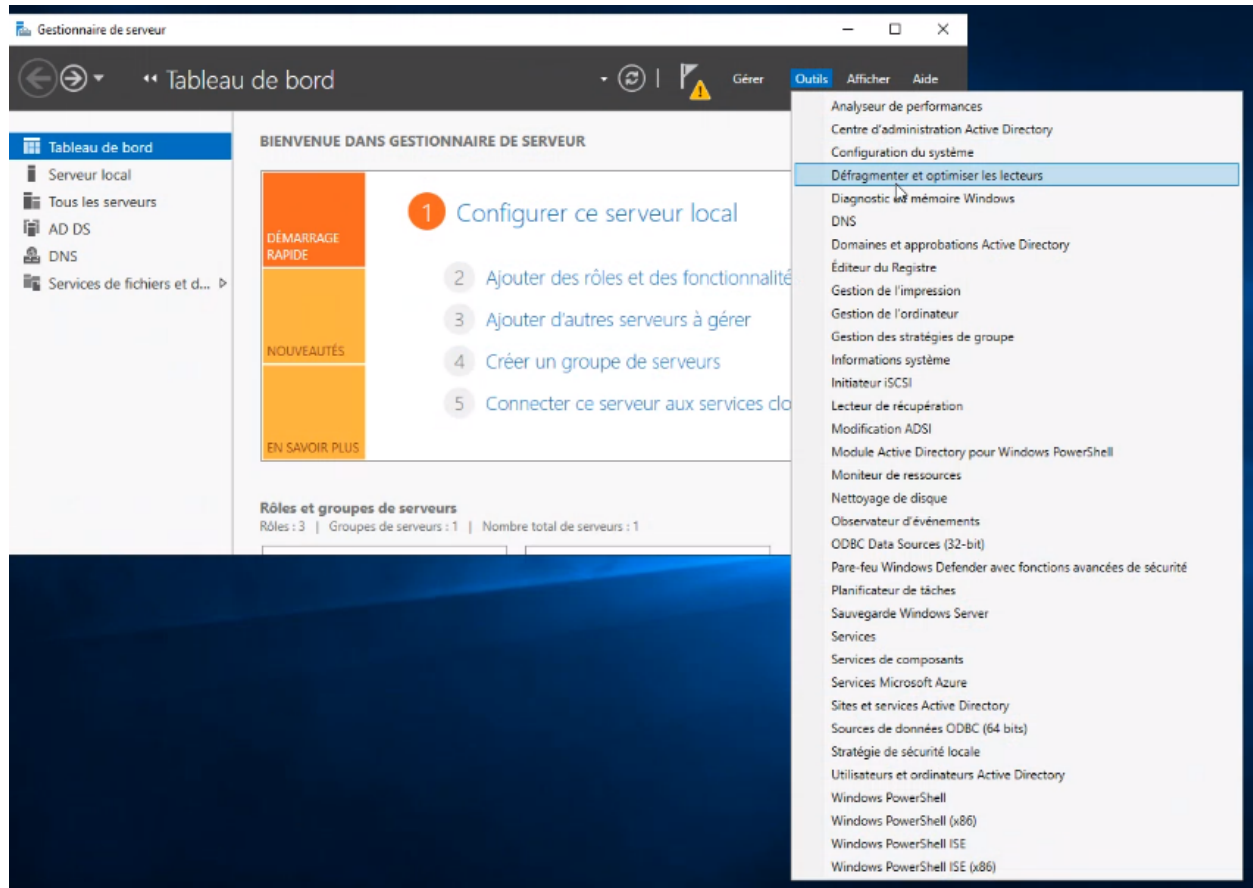 Gestionnaire de serveur
Tableau de bord
Gérer
Outils
Afficher
Aide
Tableau de bord
Serveur local
Tous les serveurs
AD DS
DNS
Services de fichiers et d...
BIENVENUE DANS GESTIONNAIRE DE SERVEUR
DÉMARRAGE
RAPIDE
NOUVEAUTÉS
EN SAVOIR PLUS
1 Configurer ce serveur local
2 Ajouter des rôles et des fonctionnalité
3 Ajouter d'autres serveurs à gérer
4 Créer un groupe de serveurs
5 Connecter ce serveur aux services clo
Rôles et groupes de serveurs
Rôles : 3 | Groupes de serveurs : 1 | Nombre total de serveurs : 1
Analyseur de performances
Centre d'administration Active Directory
Configuration du système
Défragmenter et optimiser les lecteurs
Diagnostic de mémoire Windows
DNS
Domaines et approbations Active Directory
Éditeur du Registre
Gestion de l'impression
Gestion de l'ordinateur
Gestion des stratégies de groupe
Informations système
Initiateur iSCSI
Lecteur de récupération
Modification ADSI
Module Active Directory pour Windows PowerShell
Moniteur de ressources
Nettoyage de disque
Observateur d'événements
ODBC Data Sources (32-bit)
Pare-feu Windows Defender avec fonctions avancées de sécurité
Planificateur de tâches
Sauvegarde Windows Server
Services
Services de composants
Services Microsoft Azure
Sites et services Active Directory
Sources de données ODBC (64 bits)
Stratégie de sécurité locale
Utilisateurs et ordinateurs Active Directory
Windows PowerShell
Windows PowerShell (x86)
Windows PowerShell ISE
Windows PowerShell ISE (x86)